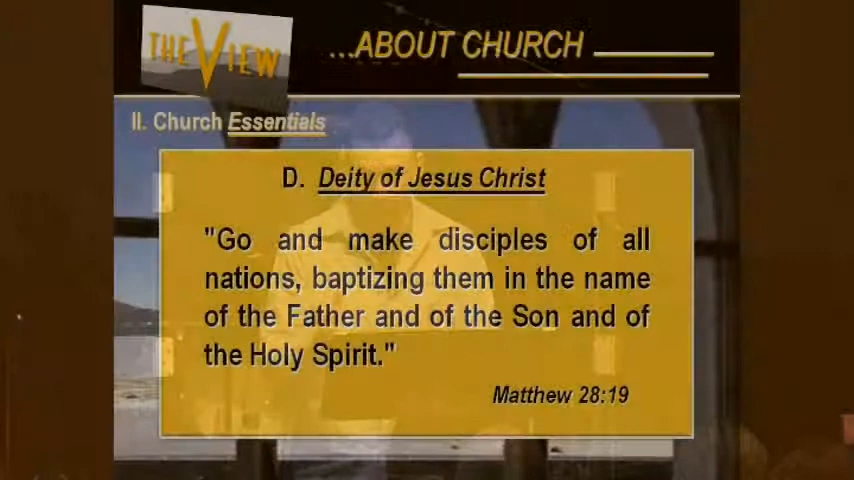 THE VIEW
...ABOUT CHURCH
II. Church Essentials
D. Deity of Jesus Christ
"Go and make disciples of all
nations, baptizing them in the name
of the Father and of the Son and of
the Holy Spirit."
Matthew 28:19